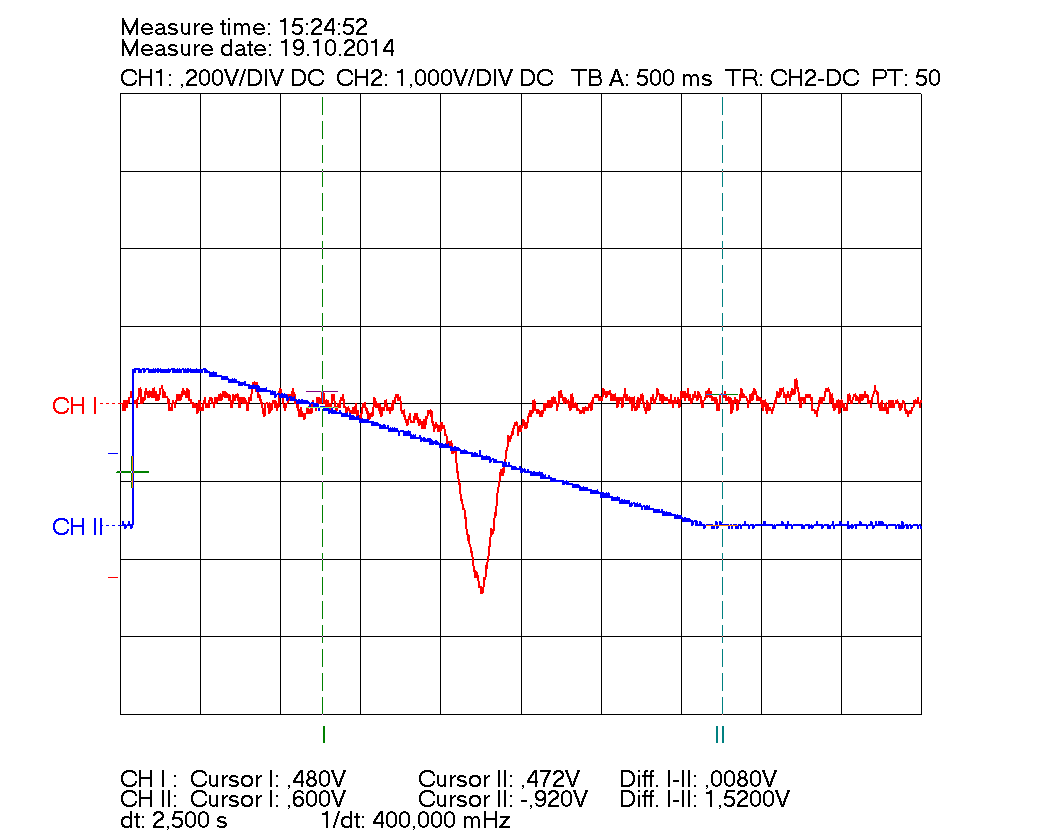 Measure time: 15:24:52
Measure date: 19.10.2014
CH1: ,200V/DIV DC CH2: 1,000V/DIV DC TB A: 500 ms TR: CH2-DC PT: 50
CH I
CH II
I II
CH I : Cursor I: ,480V Cursor II: ,472V Diff. I-II: ,0080V
CH II: Cursor I: ,600V Cursor II: -,920V Diff. I-II: 1,5200V
dt: 2,500 s 1/dt: 400,000 mHz